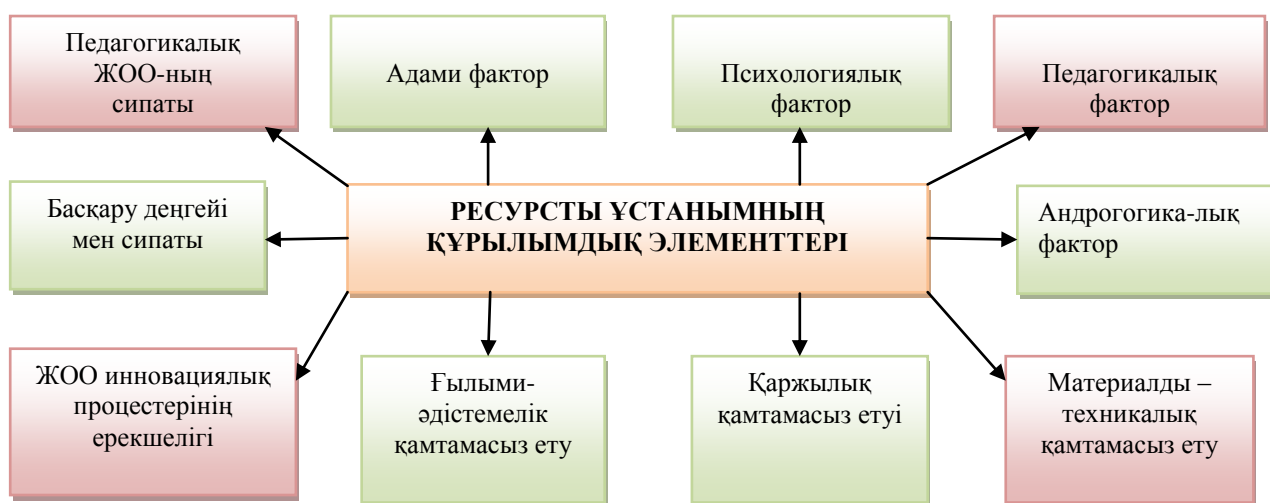 Педагогикалық
ЖОО-ның
сипаты
Адами фактор
Психологиялық
фактор
Педагогикалық
фактор
Басқару деңгейі
мен сипаты
РЕСУРСТЫ ҰСТАНЫМНЫҢ
ҚҰРЫЛЫМДЫҚ ЭЛЕМЕНТТЕРІ
Андрогогика-лық
фактор
ЖОО инновациялық
процестерінің
ерекшелігі
Ғылыми-
әдістемелік
қамтамасыз ету
Қаржылық
қамтамасыз етуі
Материалды –
техникалық
қамтамасыз ету